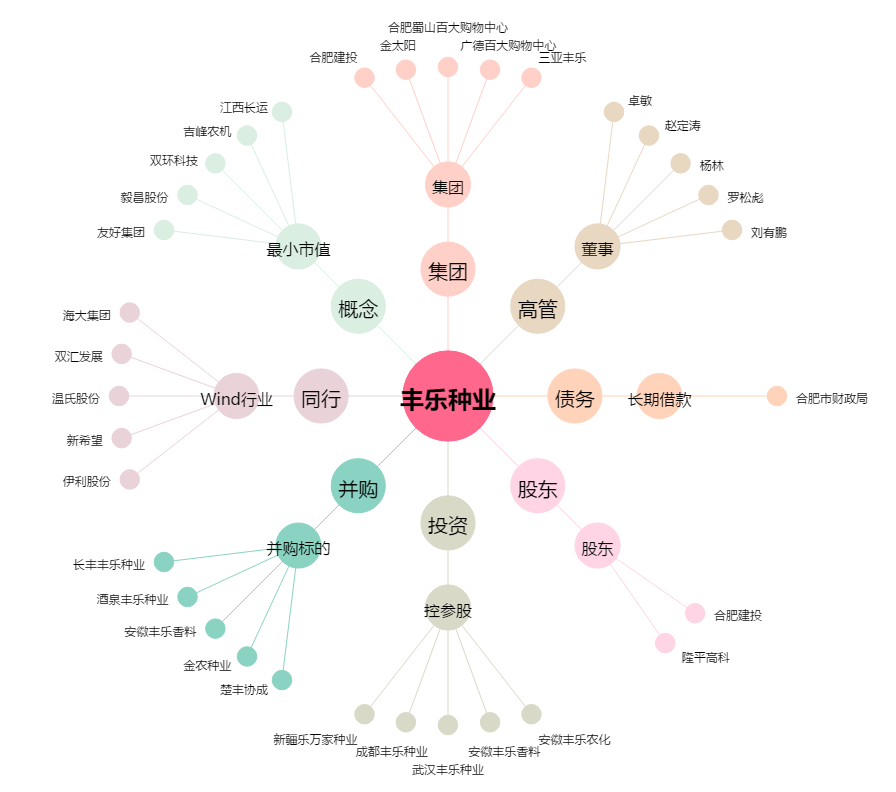 合肥蜀山百大购物中心
金太阳
广德百大购物中心
合肥建投
三亚丰乐
江西长运
卓敏
吉峰农机
赵定涛
双环科技
杨林
毅昌股份
集团
罗松彪
友好集团
刘有鹏
最小市值
董事
集团
概念
高管
海大集团
双汇发展
温氏股份
Wind行业
同行
丰乐种业
债务
长期借款
合肥市财政局
新希望
伊利股份
并购
股东
投资
并购标的
股东
长丰丰乐种业
酒泉丰乐种业
控参股
合肥建投
安徽丰乐香料
隆平高科
金农种业
楚丰协成
新疆乐万家种业
安徽丰乐农化
成都丰乐种业
安徽丰乐香料
武汉丰乐种业